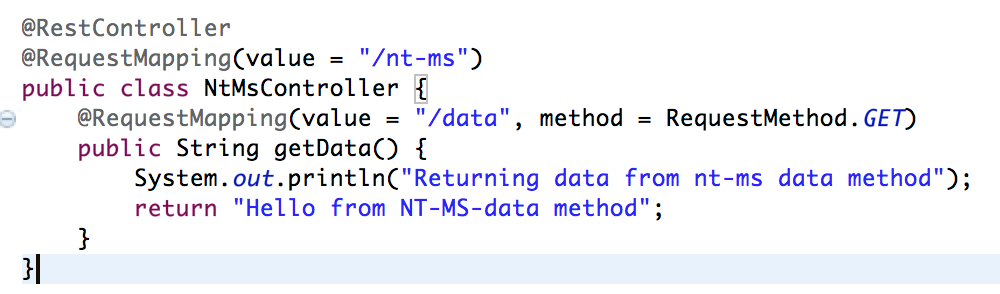 @RestController
@RequestMapping(value = "/nt-ms")
public class NtMsController {
    @RequestMapping(value = "/data", method = RequestMethod.GET)
    public String getData() {
        System.out.println("Returning data from nt-ms data method");
        return "Hello from NT-MS-data method";
    }
}